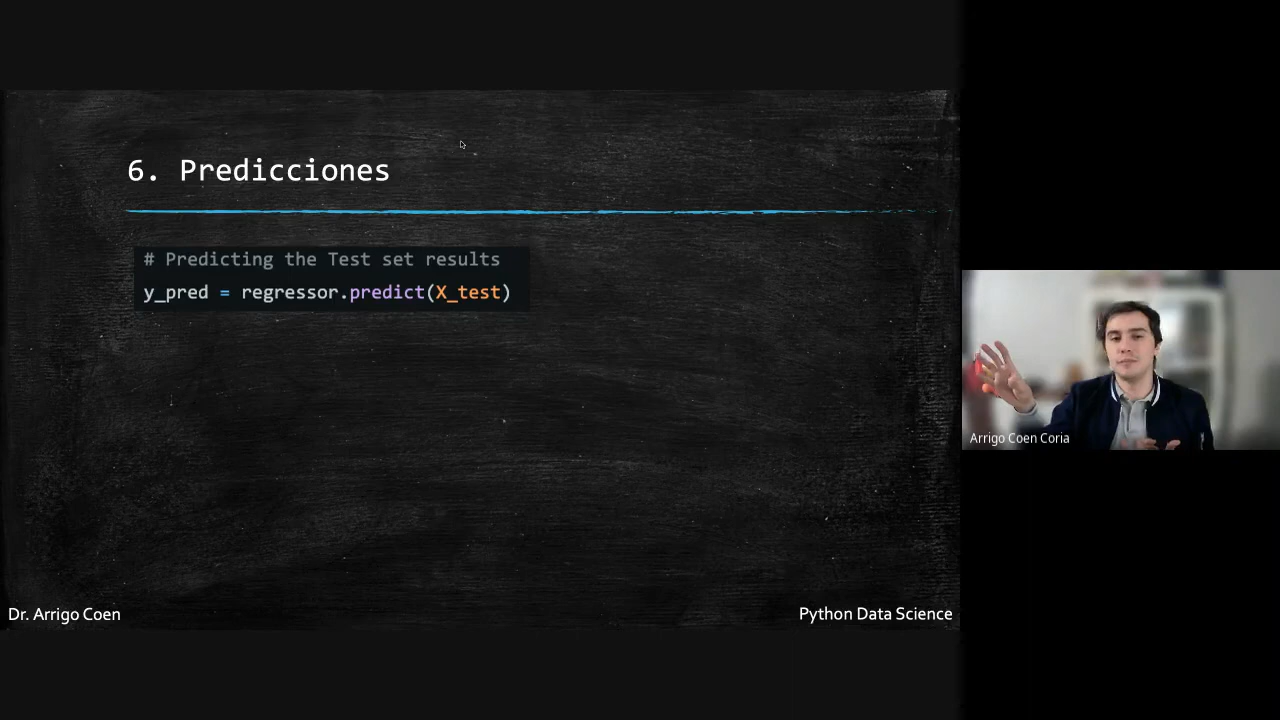 6. Predicciones
# Predicting the Test set results
y_pred = regressor.predict(X_test)
Arrigo Coen Coria
Dr. Arrigo Coen
Python Data Science